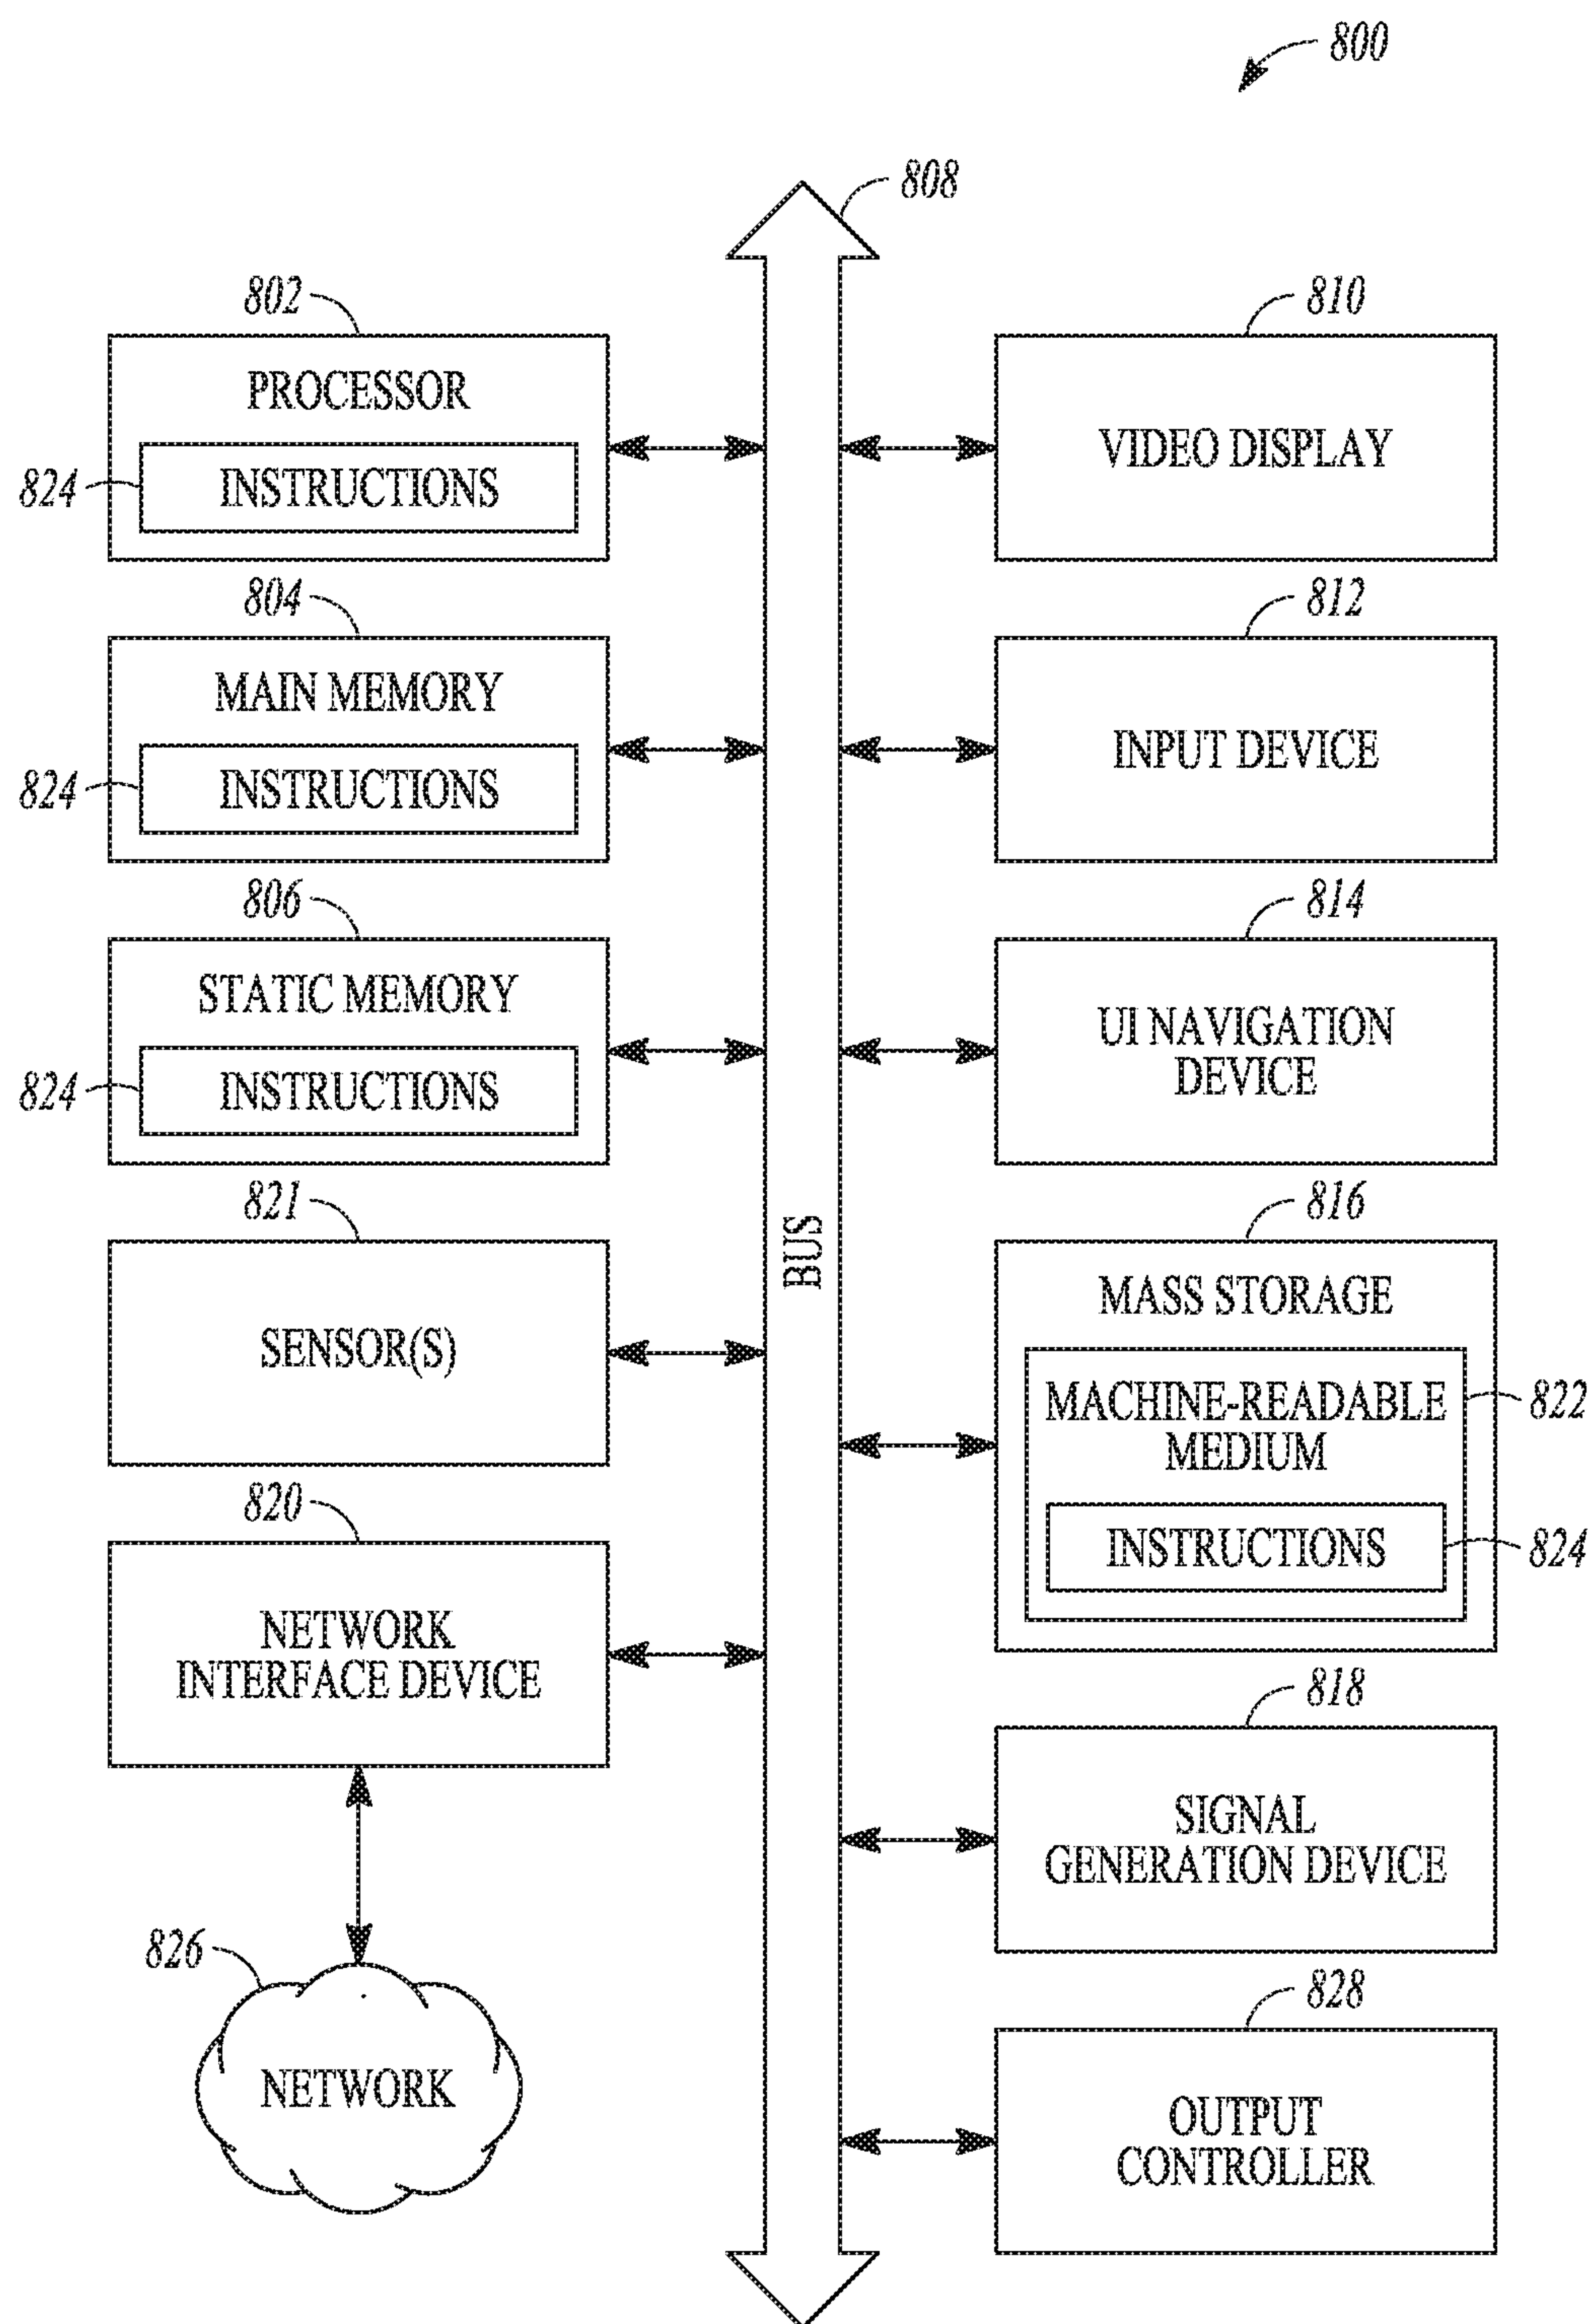 800
808
802
PROCESSOR
824
INSTRUCTIONS
804
MAIN MEMORY
824
INSTRUCTIONS
806
STATIC MEMORY
824
INSTRUCTIONS
821
SENSOR(S)
820
NETWORK
INTERFACE DEVICE
826
NETWORK
BUS
810
VIDEO DISPLAY
812
INPUT DEVICE
814
UI NAVIGATION
DEVICE
816
MASS STORAGE
MACHINE-READABLE
MEDIUM
822
INSTRUCTIONS
824
818
SIGNAL
GENERATION DEVICE
828
OUTPUT
CONTROLLER